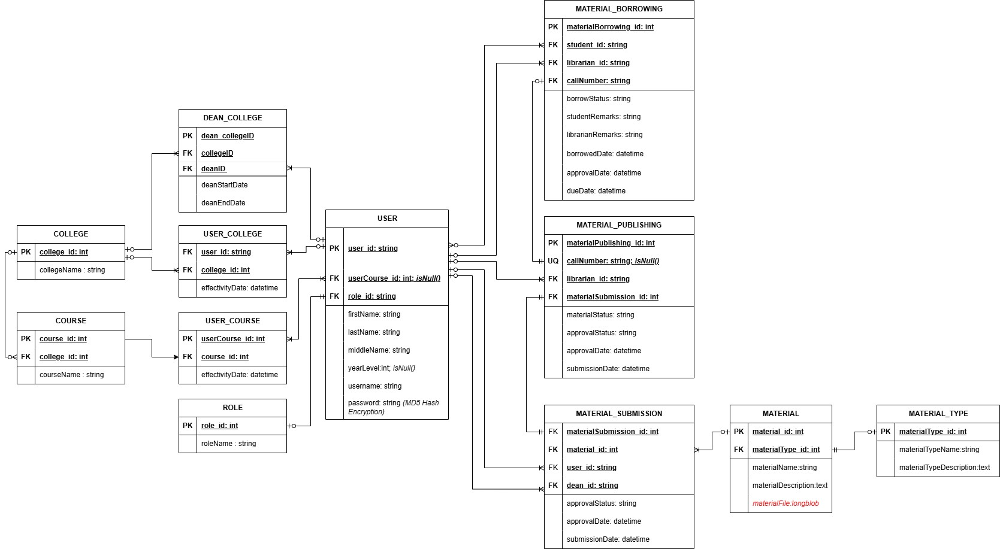 MATERIAL_BORROWING
PK materialBorrowing_id: int
FK student_id: string
FK librarian_id: string
FK callNumber: string
borrowStatus: string
studentRemarks: string
librarianRemarks: string
borrowedDate: datetime
approvalDate: datetime
dueDate: datetime
DEAN_COLLEGE
PK dean_collegeID
FK collegeID
FK deanID
deanStartDate
deanEndDate
COLLEGE
PK college_id: int
collegeName : string
USER_COLLEGE
FK user_id: string
FK college_id: int
effectivityDate: datetime
USER
PK user_id: string
FK userCourse_id: int; isNull()
FK role_id: string
firstName: string
lastName: string
middleName: string
yearLevel:int; isNull()
username: string
password: string (MD5 Hash
Encryption)
MATERIAL_PUBLISHING
PK materialPublishing_id: int
UQ callNumber: string; isNull()
FK librarian_id: string
FK materialSubmission_id: int
materialStatus: string
approvalStatus: string
approvalDate: datetime
submissionDate: datetime
COURSE
PK course_id: int
FK college_id: int
courseName : string
USER_COURSE
PK userCourse_id: int
FK course_id: int
effectivityDate: datetime
ROLE
PK role_id: int
roleName : string
MATERIAL_SUBMISSION
FK materialSubmission_id: int
FK material_id: int
FK user_id: string
FK dean_id: string
approvalStatus: string
approvalDate: datetime
submissionDate: datetime
MATERIAL
PK material_id: int
FK materialType_id: int
materialName:string
materialDescription:text
materialFile:longblob
MATERIAL_TYPE
PK materialType_id: int
materialTypeName:string
materialTypeDescription:text